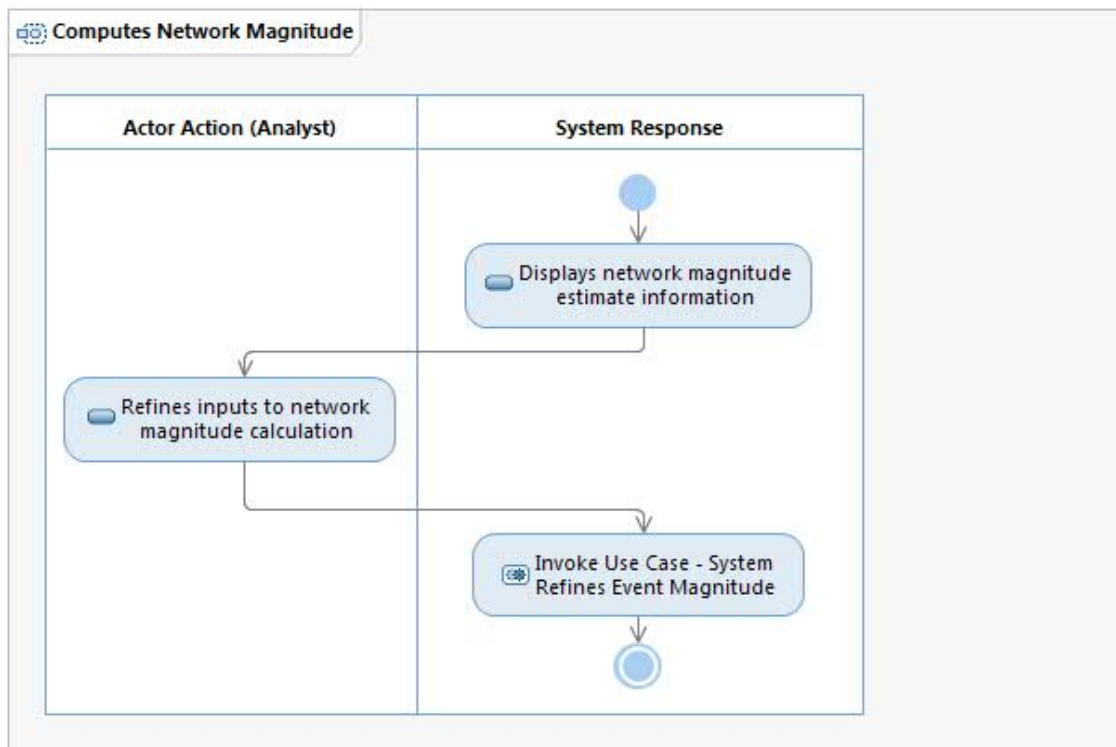 Computes Network Magnitude
Actor Action (Analyst)
System Response
Displays network magnitude
estimate information
Refines inputs to network
magnitude calculation
Invoke Use Case - System
Refines Event Magnitude